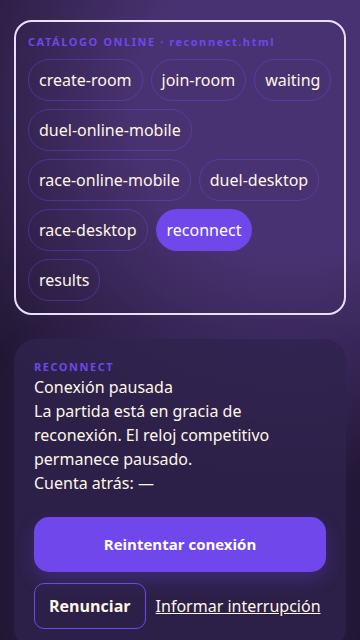 CATÁLOGO ONLINE · reconnect.html
create-room join-room waiting
duel-online-mobile
race-online-mobile duel-desktop
race-desktop reconnect
results
RECONNECT
Conexión pausada
La partida está en gracia de
reconexión. El reloj competitivo
permanece pausado.
Cuenta atrás: —
Reintentar conexión
Renunciar Informar interrupción